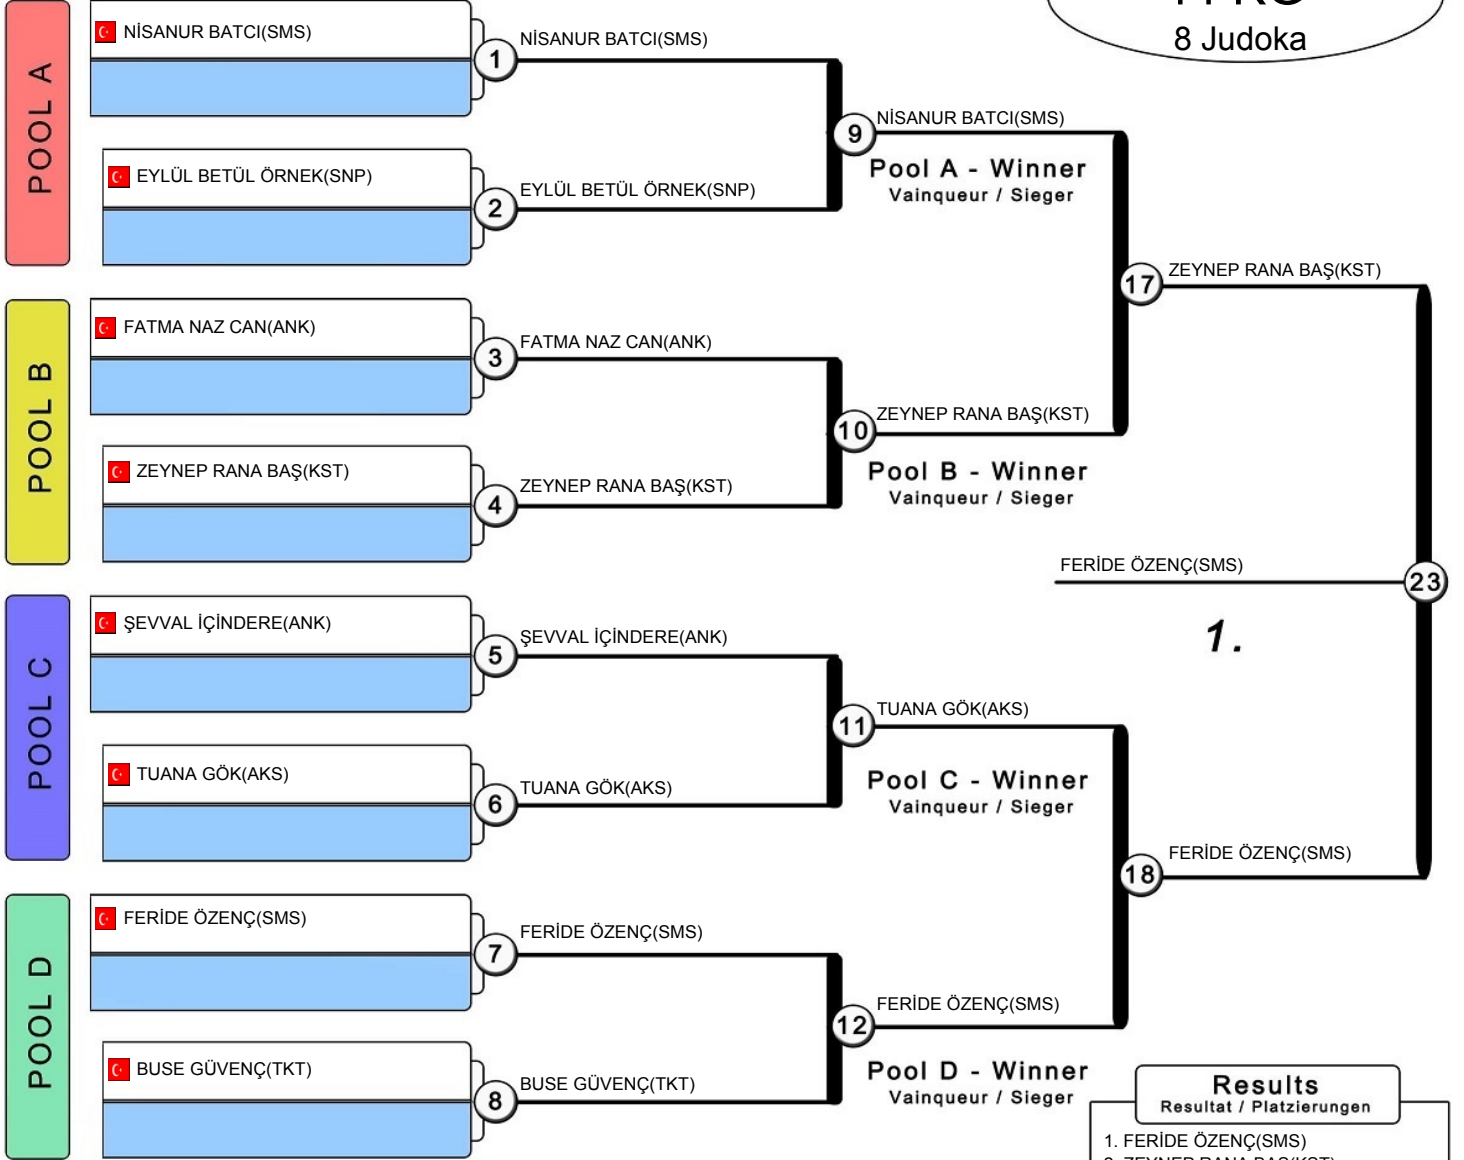 8 Judoka
POOL A
NİSANUR BATCI(SMS)
1
NİSANUR BATCI(SMS)
EYLÜL BETÜL ÖRNEK(SNP)
2
EYLÜL BETÜL ÖRNEK(SNP)
9
NİSANUR BATCI(SMS)
Pool A - Winner
Vainqueur / Sieger
POOL B
FATMA NAZ CAN(ANK)
3
FATMA NAZ CAN(ANK)
ZEYNEP RANA BAŞ(KST)
4
ZEYNEP RANA BAŞ(KST)
10
ZEYNEP RANA BAŞ(KST)
Pool B - Winner
Vainqueur / Sieger
17
ZEYNEP RANA BAŞ(KST)
FERİDE ÖZENÇ(SMS)
23
1.
POOL C
ŞEVVAL İÇİNDERE(ANK)
5
ŞEVVAL İÇİNDERE(ANK)
TUANA GÖK(AKS)
6
TUANA GÖK(AKS)
11
TUANA GÖK(AKS)
Pool C - Winner
Vainqueur / Sieger
18
FERİDE ÖZENÇ(SMS)
POOL D
FERİDE ÖZENÇ(SMS)
7
FERİDE ÖZENÇ(SMS)
BUSE GÜVENÇ(TKT)
8
BUSE GÜVENÇ(TKT)
12
FERİDE ÖZENÇ(SMS)
Pool D - Winner
Vainqueur / Sieger
Results
Resultat / Platzierungen
1. FERİDE ÖZENÇ(SMS)